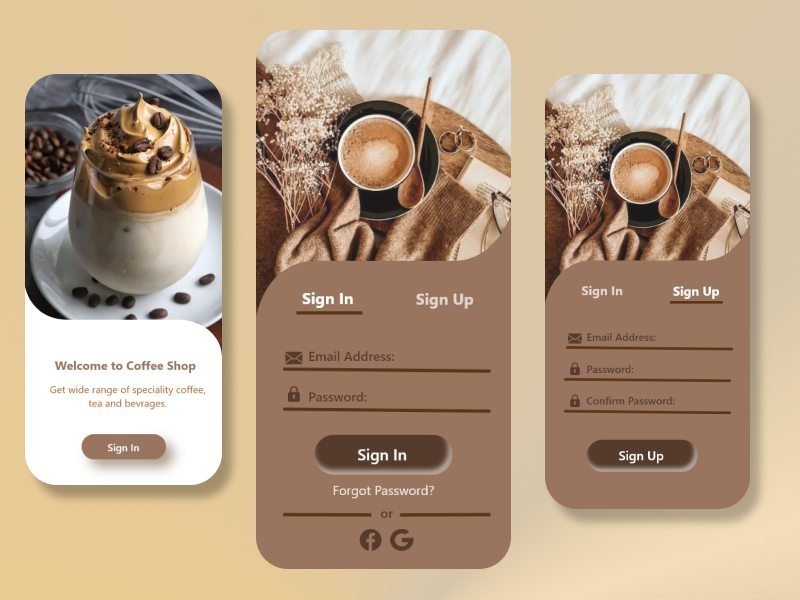 Welcome to Coffee Shop
Get wide range of speciality coffee,
tea and bevrages.
Sign In
Sign In Sign Up
Email Address:
Password:
Sign In
Forgot Password?
or
Sign In Sign Up
Email Address:
Password:
Confirm Password:
Sign Up